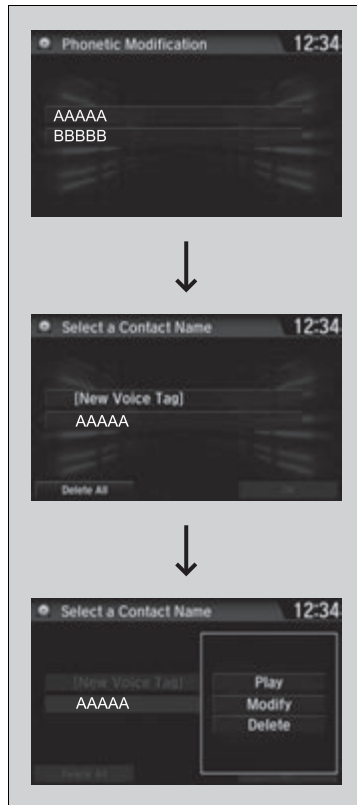 Phonetic Modification 12:34
AAAAA
BBBBB
Select a Contact Name 12:34
[New Voice Tag]
AAAAA
Delete All
Select a Contact Name 12:34
[New Voice Tag]
AAAAA
Play
Modify
Delete